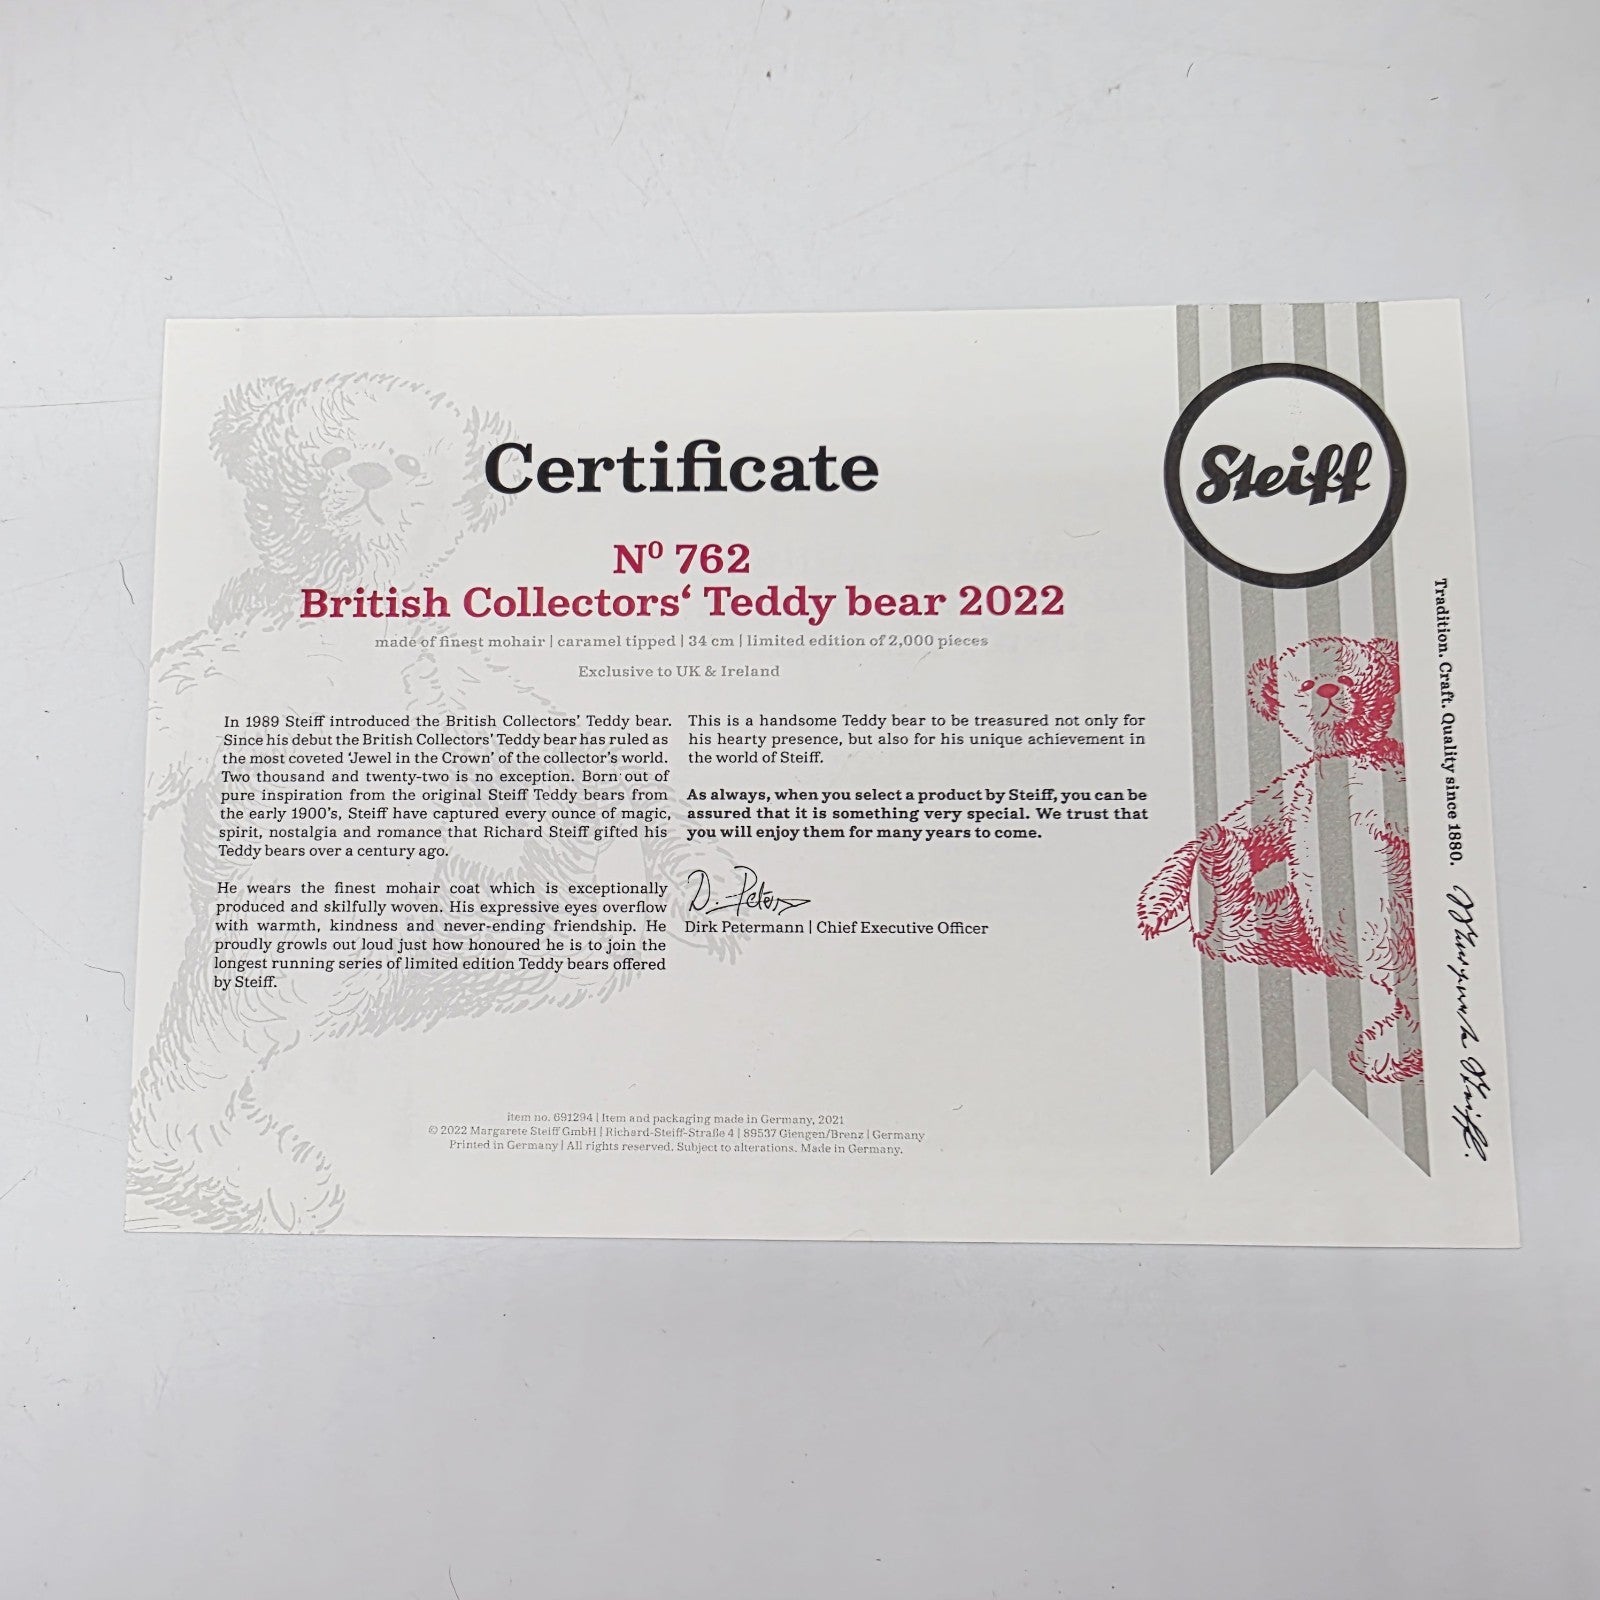 Certificate
Nº 762
British Collectors‘ Teddy bear 2022
made of finest mohair | caramel tipped | 34 cm | limited edition of 2,000 pieces
Exclusive to UK & Ireland
In 1989 Steiff introduced the British Collectors’ Teddy bear.
Since his debut the British Collectors’ Teddy bear has ruled as
the most coveted ‘Jewel in the Crown’ of the collector’s world.
Two thousand and twenty-two is no exception. Born out of
pure inspiration from the original Steiff Teddy bears from
the early 1900’s, Steiff have captured every ounce of magic,
spirit, nostalgia and romance that Richard Steiff gifted his
Teddy bears over a century ago.
He wears the finest mohair coat which is exceptionally
produced and skilfully woven. His expressive eyes overflow
with warmth, kindness and never-ending friendship. He
proudly growls out loud just how honoured he is to join the
longest running series of limited edition Teddy bears offered
by Steiff.
This is a handsome Teddy bear to be treasured not only for
his hearty presence, but also for his unique achievement in
the world of Steiff.
As always, when you select a product by Steiff, you can be
assured that it is something very special. We trust that
you will enjoy them for many years to come.
D. Peterm
Dirk Petermann | Chief Executive Officer
item no. 691294 | Item and packaging made in Germany, 2021
© 2022 Margarete Steiff GmbH | Richard-Steiff-Straße 4 | 89537 Giengen/Brenz | Germany
Printed in Germany | All rights reserved. Subject to alterations. Made in Germany.
Steiff
Tradition. Craft. Quality since 1880.
Margarete Steiff.